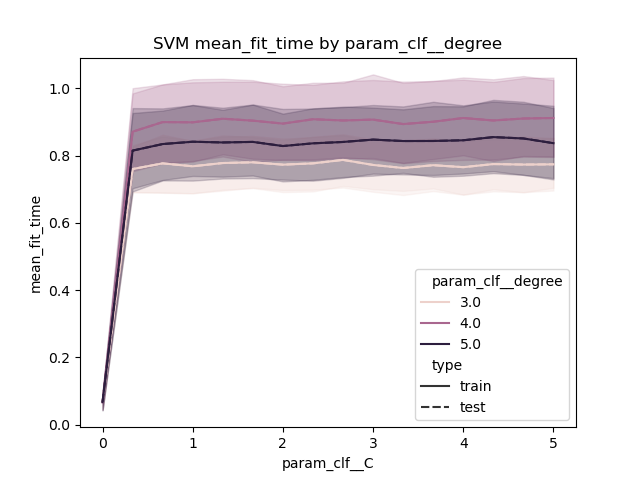 SVM mean_fit_time by param_clf__degree
mean_fit_time
1.0
0.8
0.6
0.4
0.2
0.0
0
1
2
3
4
5
param_clf__C
param_clf__degree
3.0
4.0
5.0
type
train
test